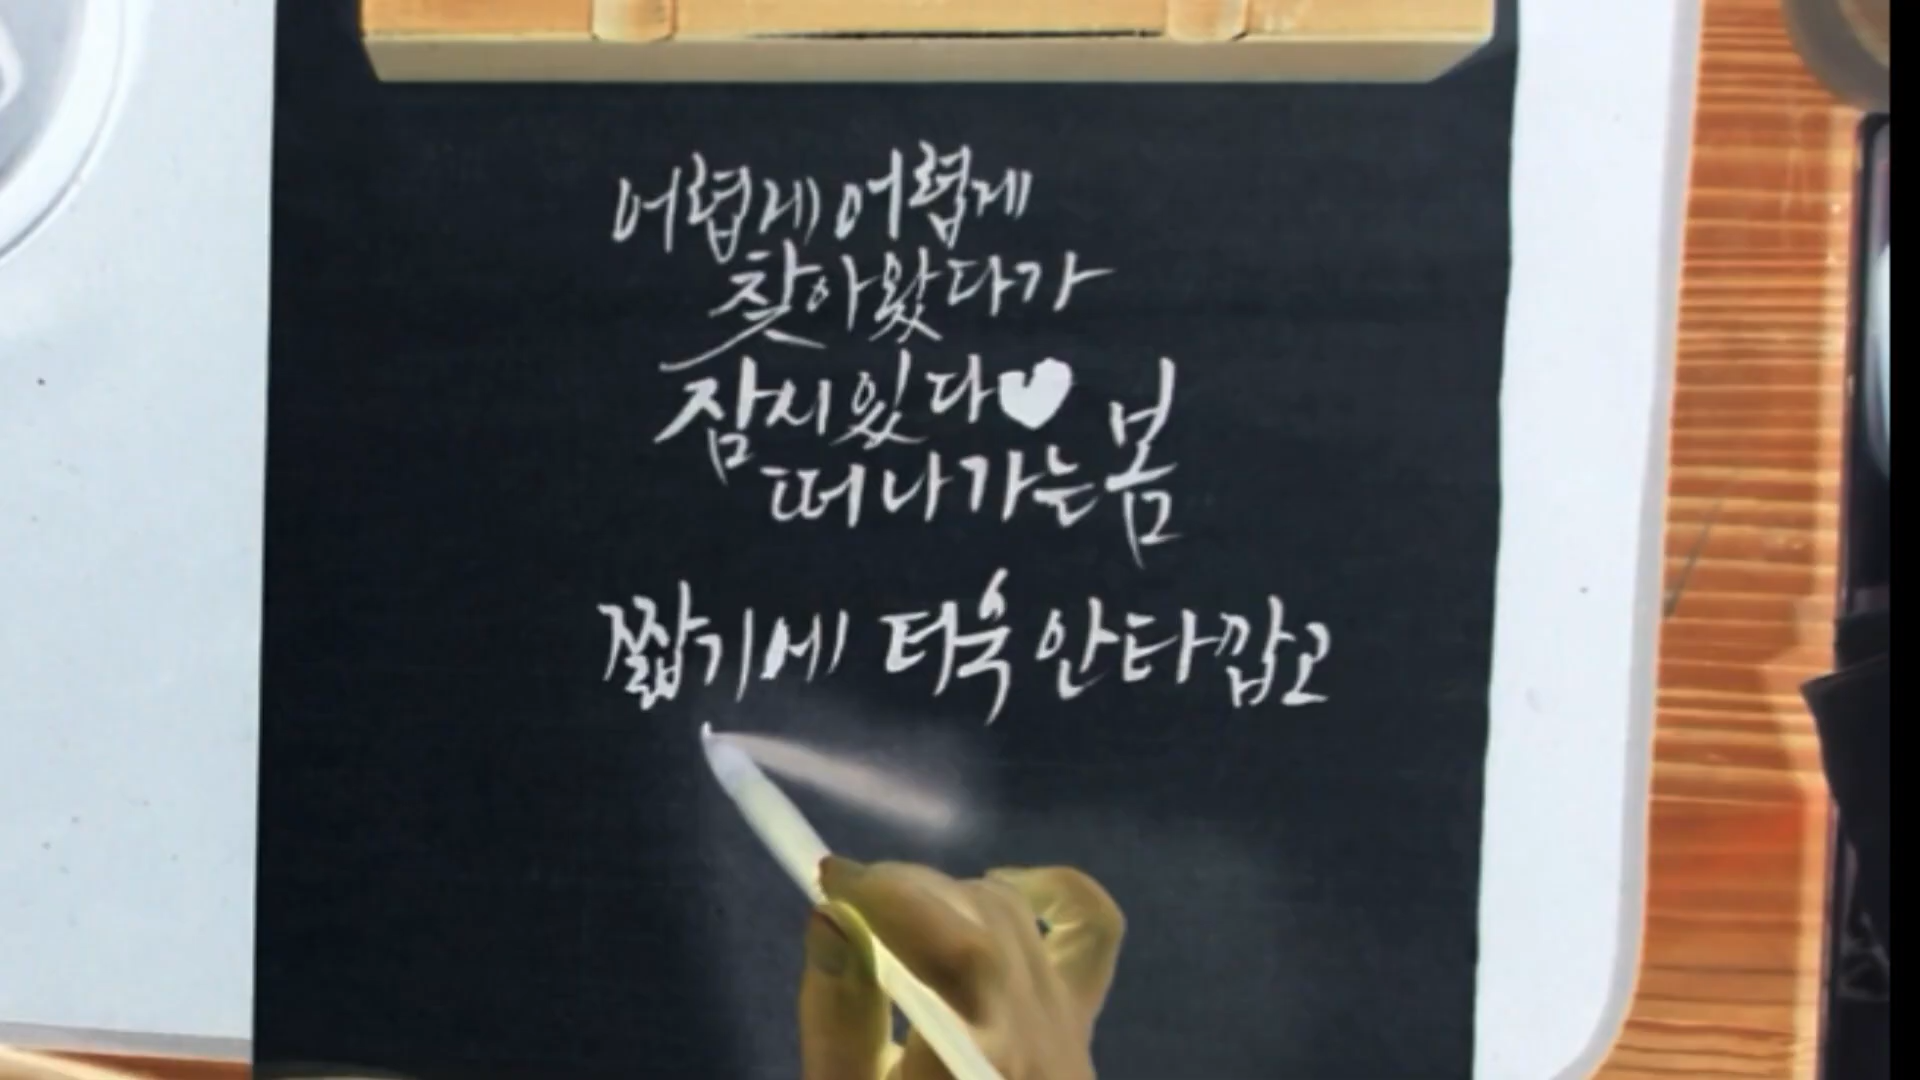 어렵게 어렵게
찾아왔다가
잠시 있다♥
떠나가는 봄
짧기에 더욱 안타깝고